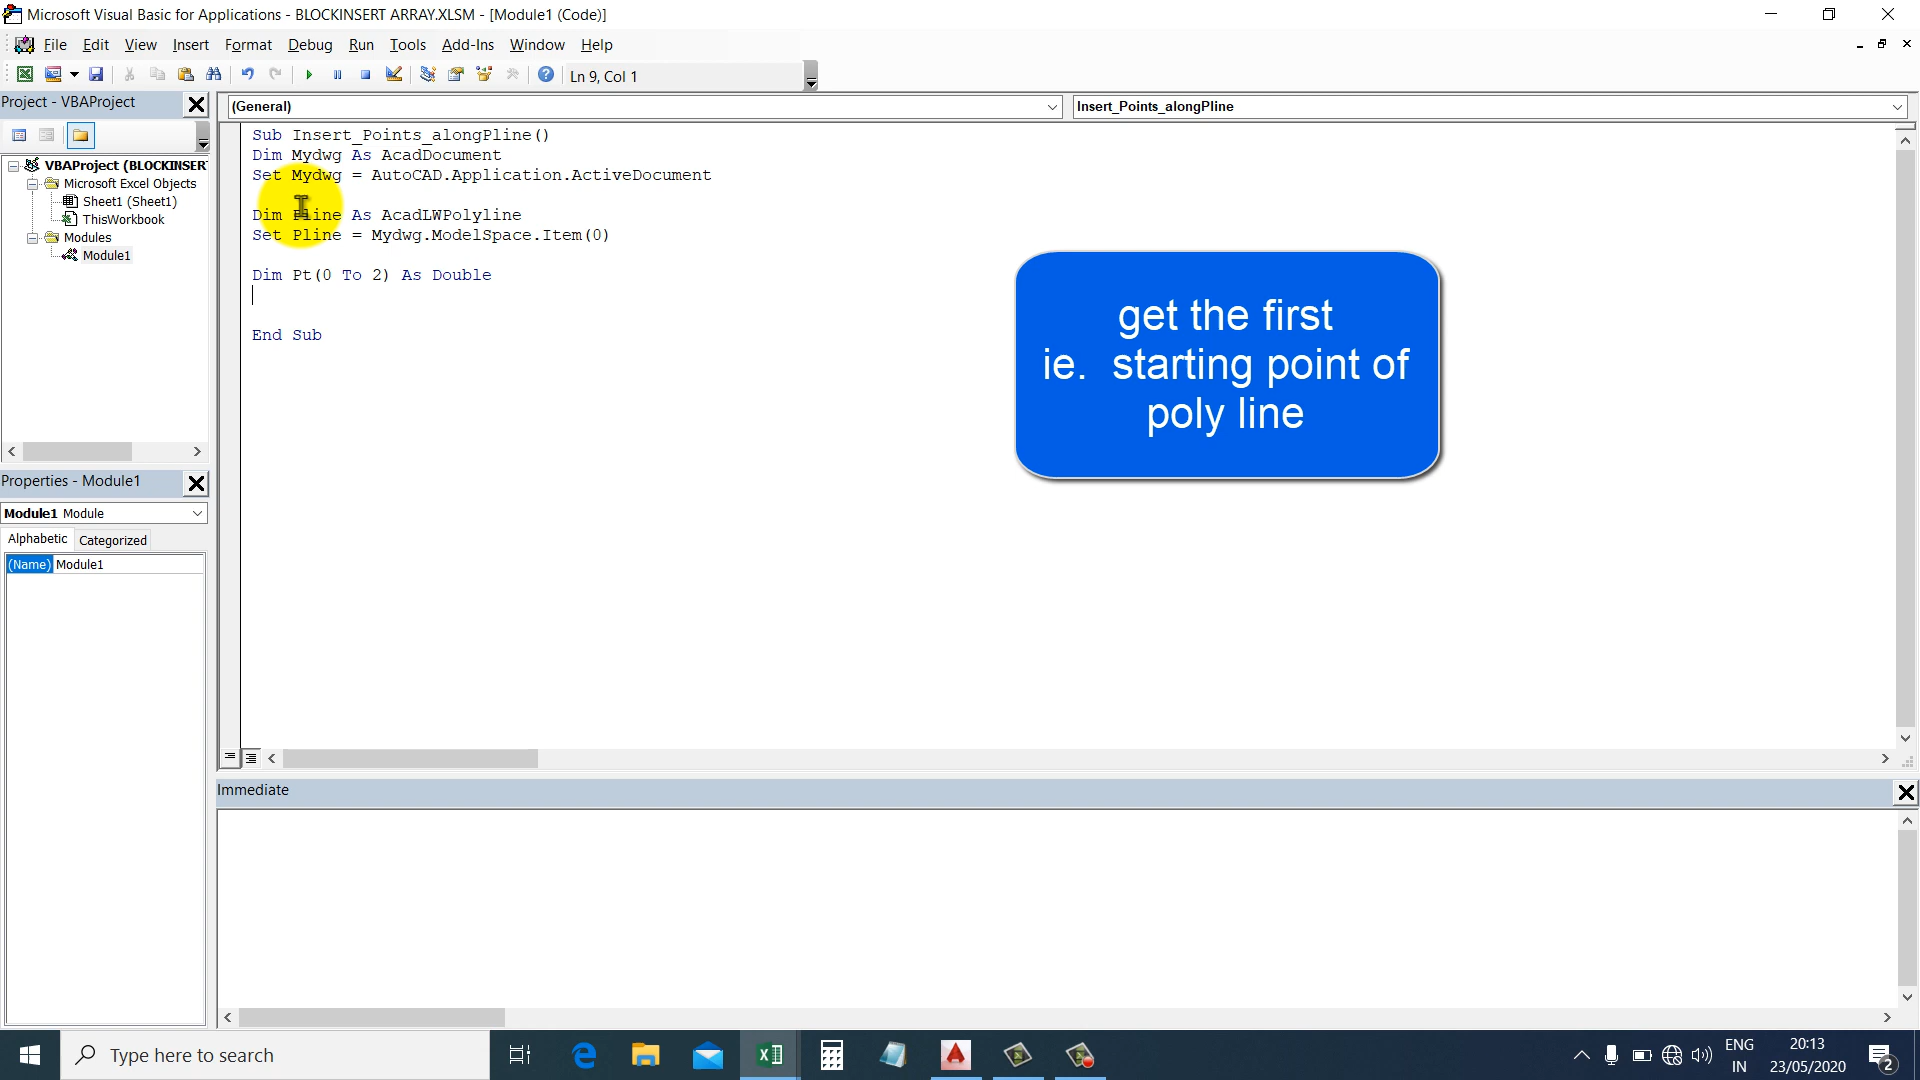 Microsoft Visual Basic for Applications - BLOCKINSERT ARRAY.XLSM - [Module1 (Code)]
File Edit View Insert Format Debug Run Tools Add-Ins Window Help
Ln 9, Col 1
Project - VBAProject
(General)
Insert_Points_alongPline
VBAProject (BLOCKINSER
Microsoft Excel Objects
Sheet1 (Sheet1)
ThisWorkbook
Modules
Module1
Sub Insert_Points_alongPline()
Dim Mydwg As AcadDocument
Set Mydwg = AutoCAD.Application.ActiveDocument
Dim Pline As AcadLWPolyline
Set Pline = Mydwg.ModelSpace.Item(0)
Dim Pt(0 To 2) As Double
End Sub
get the first
ie. starting point of
poly line
Properties - Module1
Module1 Module
Alphabetic Categorized
(Name) Module1
Immediate
Type here to search
ENG
IN
20:13
23/05/2020
2